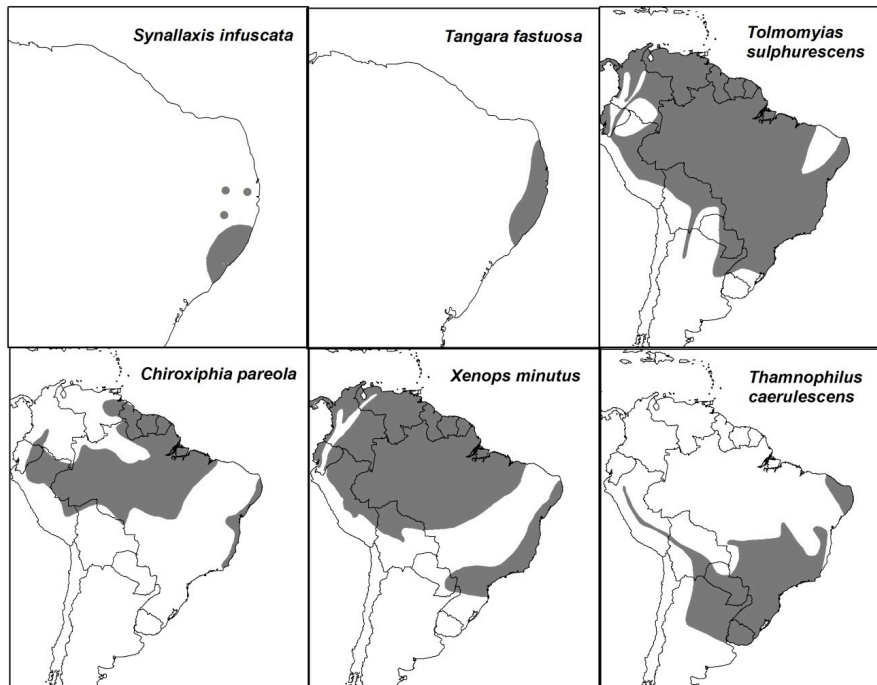 Synallaxis infuscata
Tangara fastuosa
Tolmomyias
sulphurescens
Chiroxiphia pareola
Xenops minutus
Thamnophilus
caerulescens